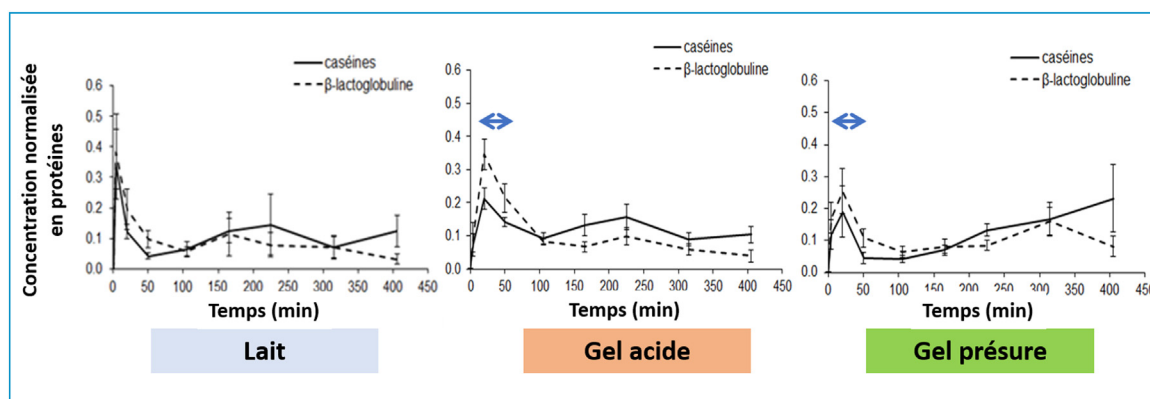 Concentration normalisée
en protéines
caséines
β-lactoglobuline
0.6
0.5
0.4
0.3
0.2
0.1
0.0
0 50 100 150 200 250 300 350 400 450
Temps (min)
Lait
caséines
β-lactoglobuline
0.6
0.5
0.4
0.3
0.2
0.1
0.0
0 50 100 150 200 250 300 350 400 450
Temps (min)
Gel acide
caséines
β-lactoglobuline
0.6
0.5
0.4
0.3
0.2
0.1
0.0
0 50 100 150 200 250 300 350 400 450
Temps (min)
Gel présure